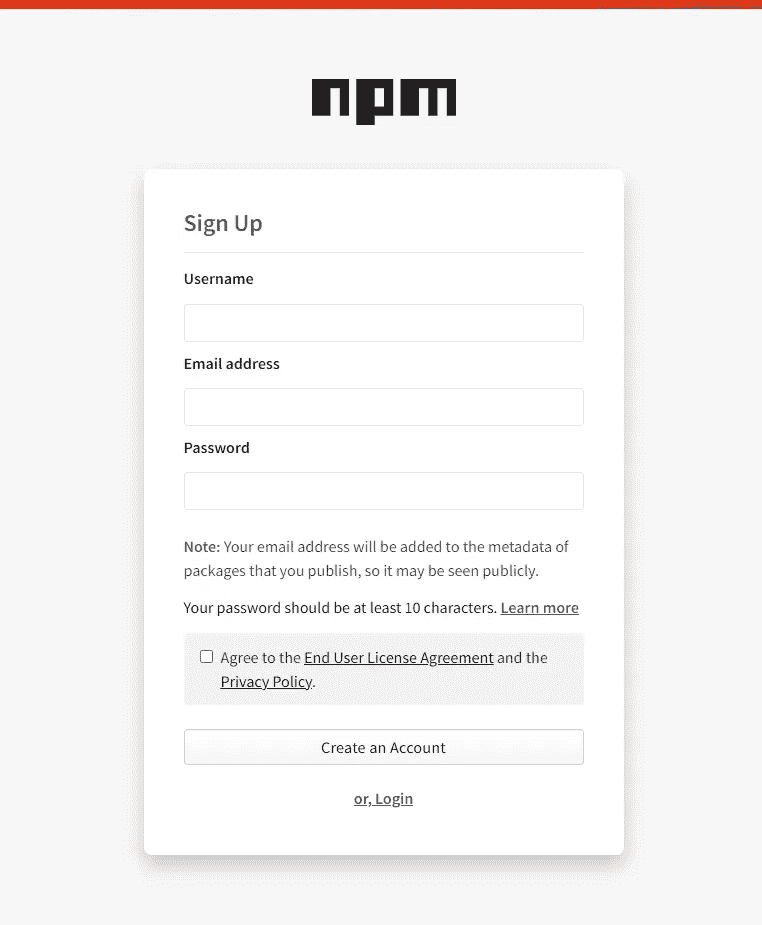 npm
Sign Up
Username
Email address
Password
Note: Your email address will be added to the metadata of
packages that you publish, so it may be seen publicly.
Your password should be at least 10 characters. Learn more
Agree to the End User License Agreement and the
Privacy Policy.
Create an Account
or, Login